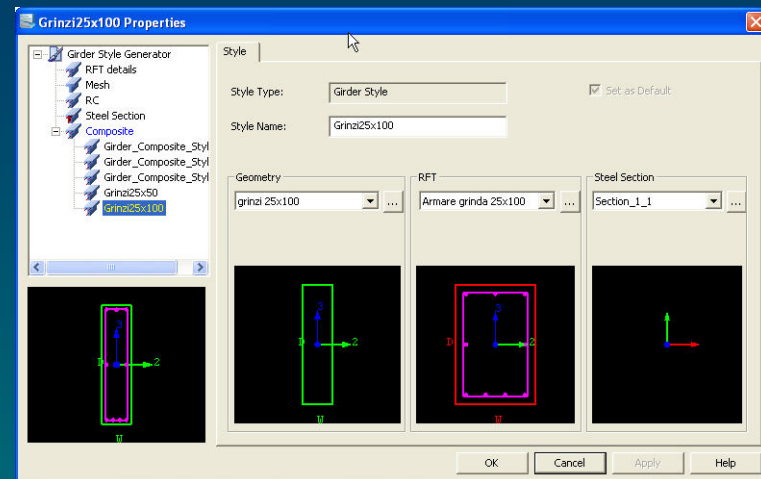 Grinzi25x100 Properties
Girder Style Generator
RFT details
Mesh
RC
Steel Section
Composite
Girder_Composite_Styl
Girder_Composite_Styl
Girder_Composite_Styl
Grinzi25x50
Grinzi25x100
3
D
2
W
Style
Style Type:
Girder Style
Set as Default
Style Name:
Grinzi25x100
Geometry
grinzi 25x100
...
3
D
2
W
RFT
Armare grinda 25x100
...
3
D
2
W
Steel Section
Section_1_1
...
OK
Cancel
Apply
Help